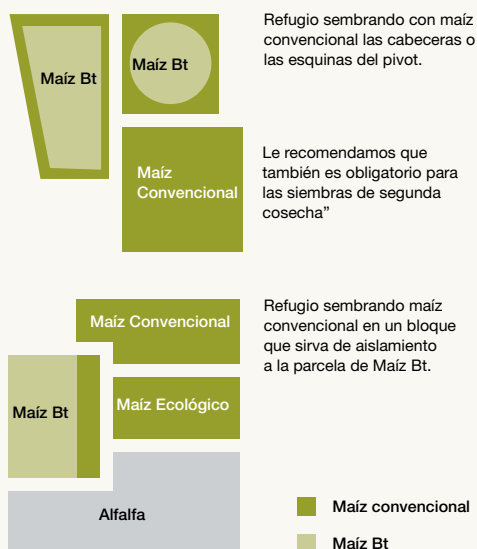 Refugio sembrando con maíz
convencional las cabeceras o
las esquinas del pivot.
Maíz Bt
Maíz Bt
Maíz
Convencional
Le recomendamos que
también es obligatorio para
las siembras de segunda
cosecha”
Maíz Convencional
Refugio sembrando maíz
convencional en un bloque
que sirva de aislamiento
a la parcela de Maíz Bt.
Maíz Ecológico
Maíz Bt
Alfalfa
Maíz convencional
Maíz Bt